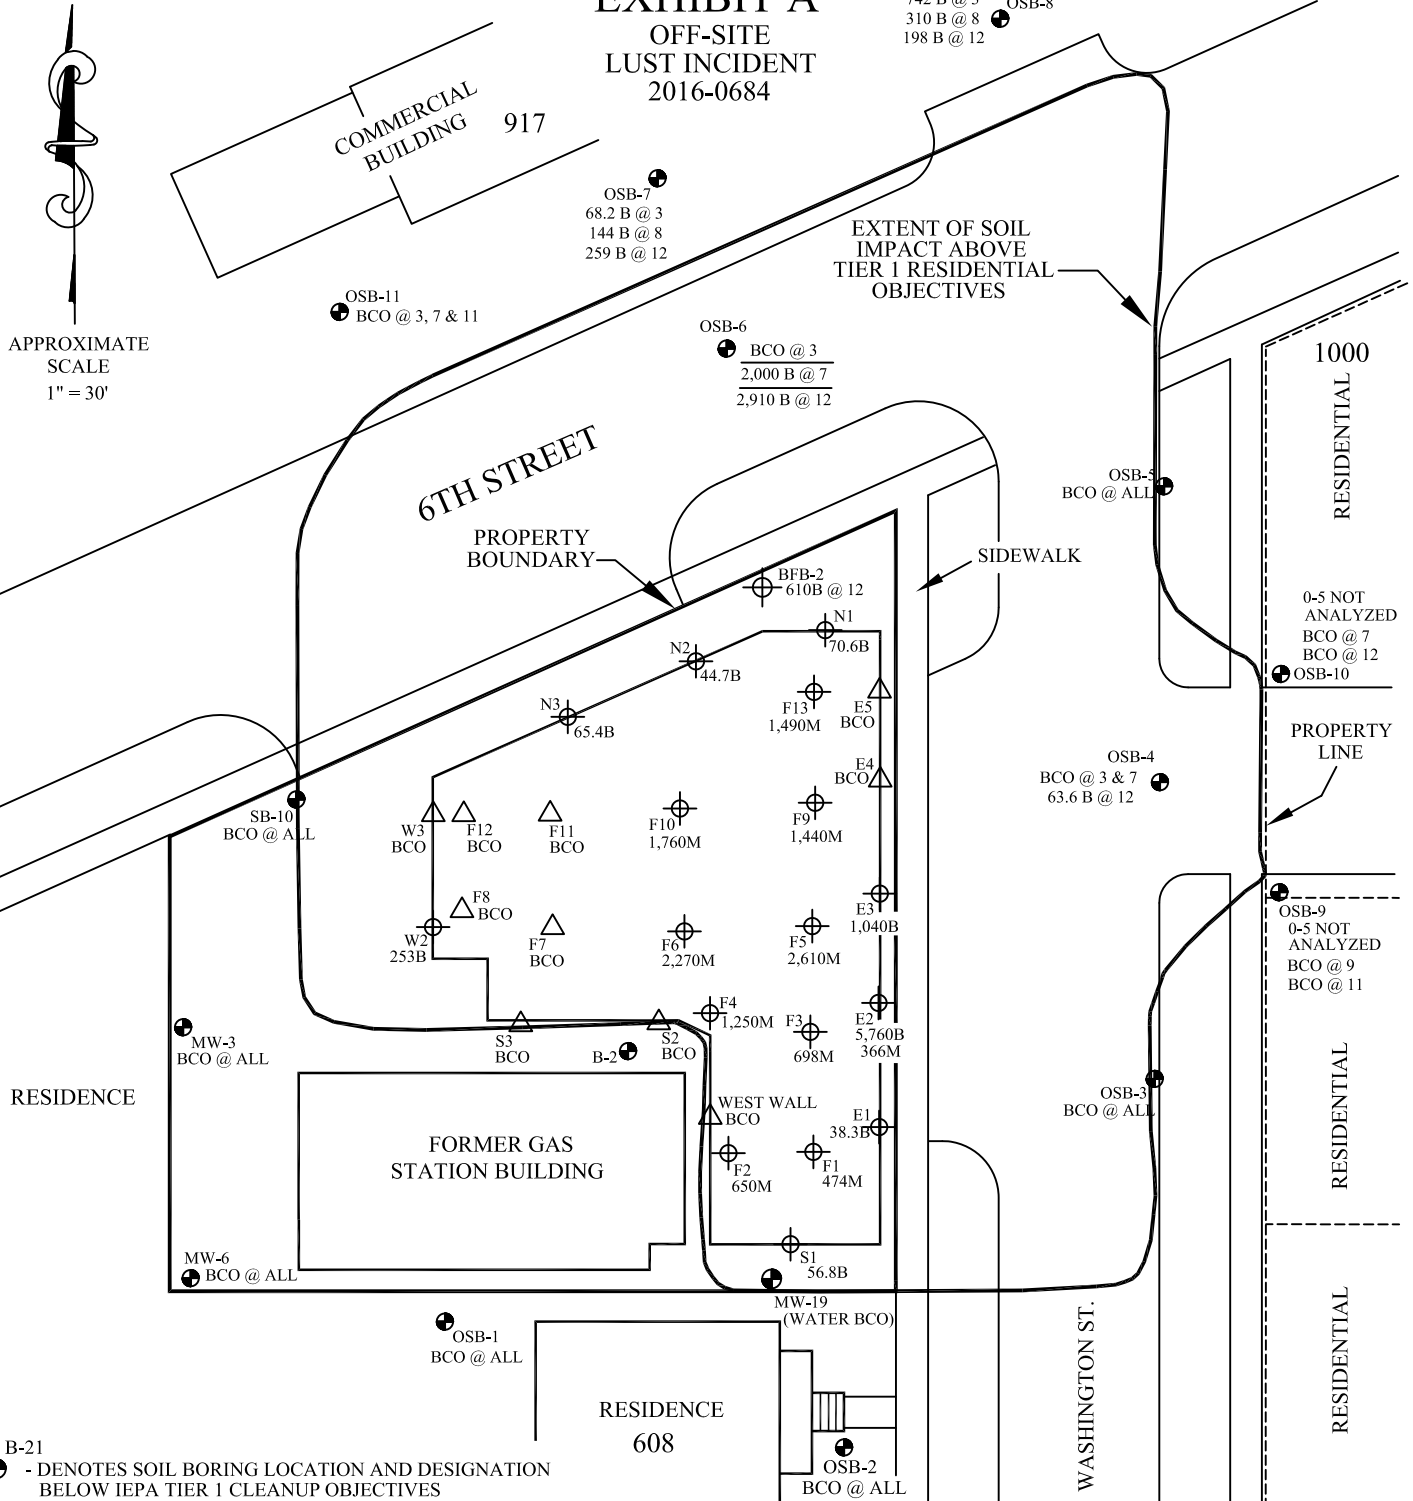 EXHIBIT A
OFF-SITE
LUST INCIDENT
2016-0684
OSB-8
742 B @ 3
310 B @ 8
198 B @ 12
COMMERCIAL
BUILDING
917
OSB-7
68.2 B @ 3
144 B @ 8
259 B @ 12
EXTENT OF SOIL
IMPACT ABOVE
TIER 1 RESIDENTIAL
OBJECTIVES
OSB-11
BCO @ 3, 7 & 11
APPROXIMATE
SCALE
1" = 30'
OSB-6
BCO @ 3
2,000 B @ 7
2,910 B @ 12
1000
RESIDENTIAL
6TH STREET
OSB-5
BCO @ ALL
PROPERTY
BOUNDARY
SIDEWALK
BFB-2
610B @ 12
0-5 NOT
ANALYZED
BCO @ 7
BCO @ 12
OSB-10
N1
70.6B
N2
44.7B
N3
65.4B
F13
1,490M
E5
BCO
PROPERTY
LINE
E4
BCO
OSB-4
BCO @ 3 & 7
63.6 B @ 12
SB-10
BCO @ ALL
W3
BCO
F12
BCO
F11
BCO
F10
1,760M
F9
1,440M
F8
BCO
E3
1,040B
OSB-9
0-5 NOT
ANALYZED
BCO @ 9
BCO @ 11
W2
253B
F7
BCO
F6
2,270M
F5
2,610M
F4
1,250M
F3
698M
E2
5,760B
366M
MW-3
BCO @ ALL
S3
BCO
B-2
S2
BCO
RESIDENCE
OSB-3
BCO @ ALL
RESIDENTIAL
WEST WALL
BCO
E1
38.3B
FORMER GAS
STATION BUILDING
F2
650M
F1
474M
MW-6
BCO @ ALL
S1
56.8B
MW-19
(WATER BCO)
OSB-1
BCO @ ALL
WASHINGTON ST.
RESIDENTIAL
RESIDENCE
608
OSB-2
BCO @ ALL
B-21
- DENOTES SOIL BORING LOCATION AND DESIGNATION
BELOW IEPA TIER 1 CLEANUP OBJECTIVES